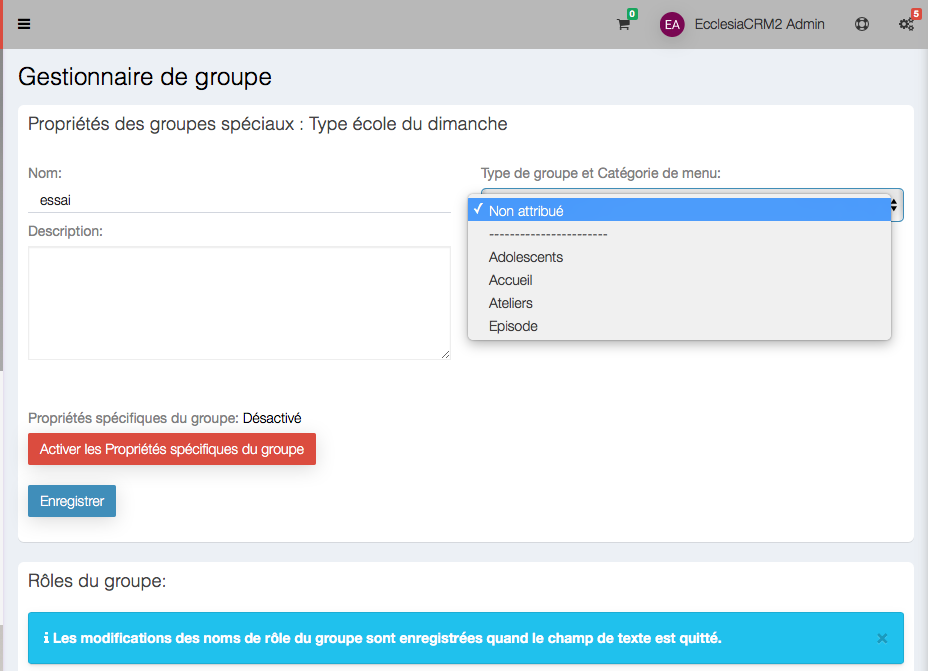 0
EA
EcclesiaCRM2 Admin
5
Gestionnaire de groupe
Propriétés des groupes spéciaux : Type école du dimanche
Nom:
Type de groupe et Catégorie de menu:
essai
✓ Non attribué
-----------------------
Adolescents
Accueil
Ateliers
Episode
Description:
Propriétés spécifiques du groupe: Désactivé
Activer les Propriétés spécifiques du groupe
Enregistrer
Rôles du groupe:
i Les modifications des noms de rôle du groupe sont enregistrées quand le champ de texte est quitté. ×